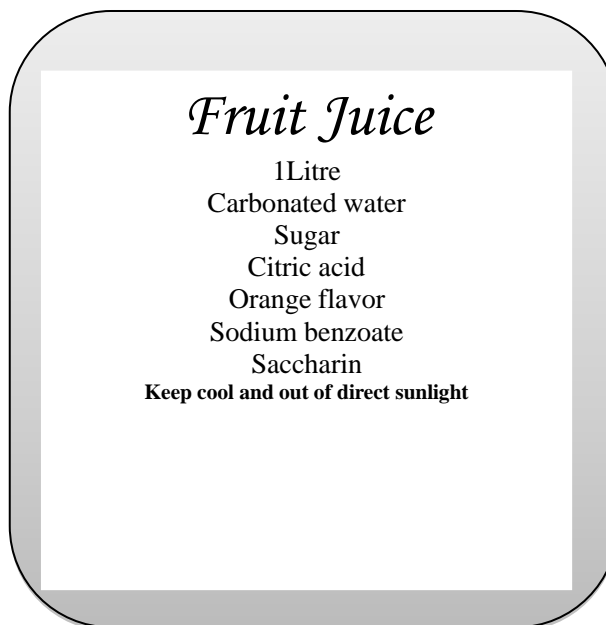 Fruit Juice
1Litre
Carbonated water
Sugar
Citric acid
Orange flavor
Sodium benzoate
Saccharin
Keep cool and out of direct sunlight